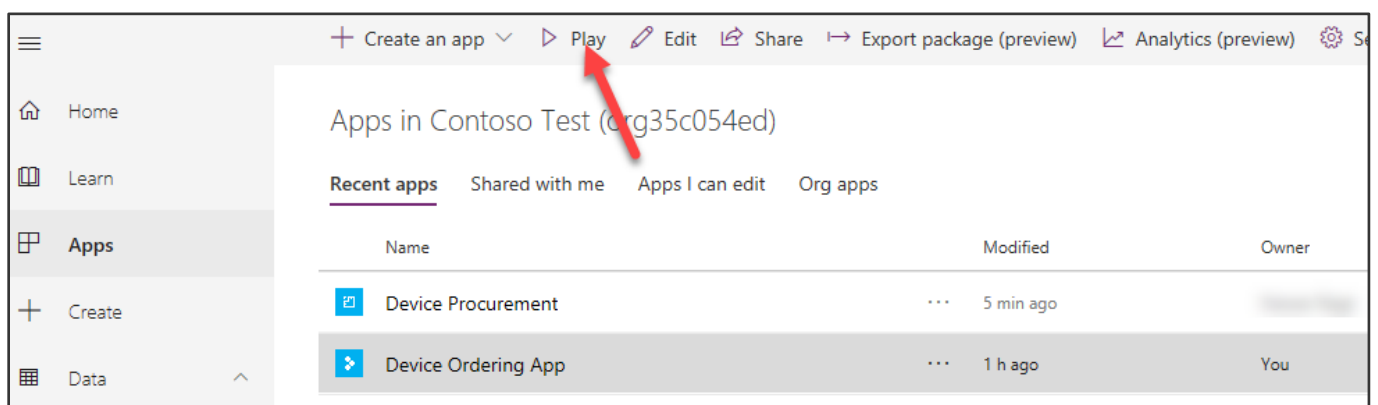 Create an app Play Edit Share Export package (preview) Analytics (preview)
Home
Apps in Contoso Test (org35c054ed)
Learn
Recent apps Shared with me Apps I can edit Org apps
Apps
Name Modified Owner
Create
Device Procurement ··· 5 min ago
Data
Device Ordering App ··· 1 h ago You